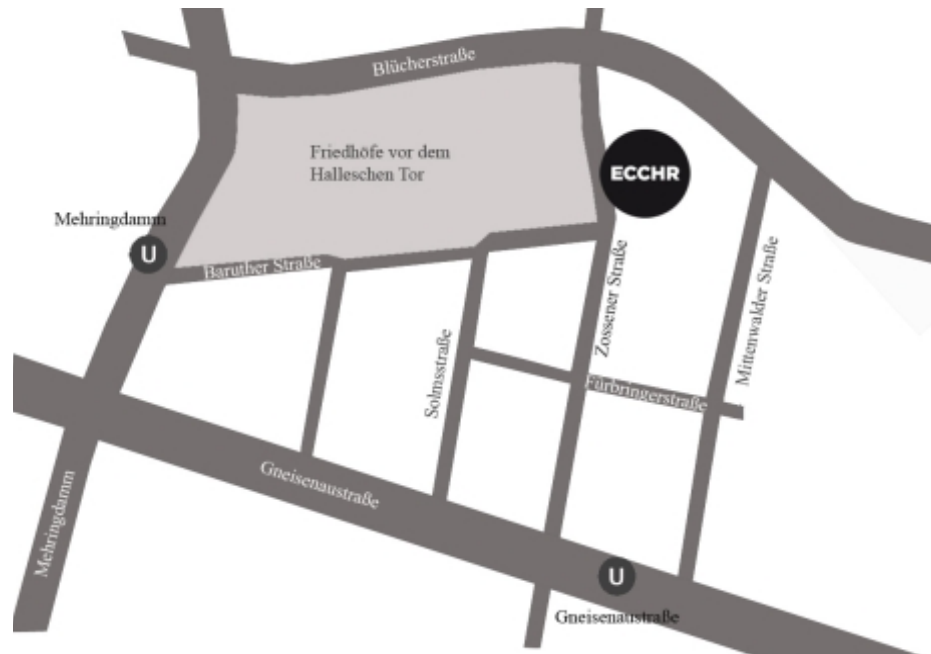 Blücherstraße
Friedhöfe vor dem
Halleschen Tor
ECCHR
Mehringdamm
U
Baruther Straße
Zossener Straße
Mittenwalder Straße
Solmsstraße
Fürbringerstraße
Gneisenaustraße
Mehringdamm
U
Gneisenaustraße